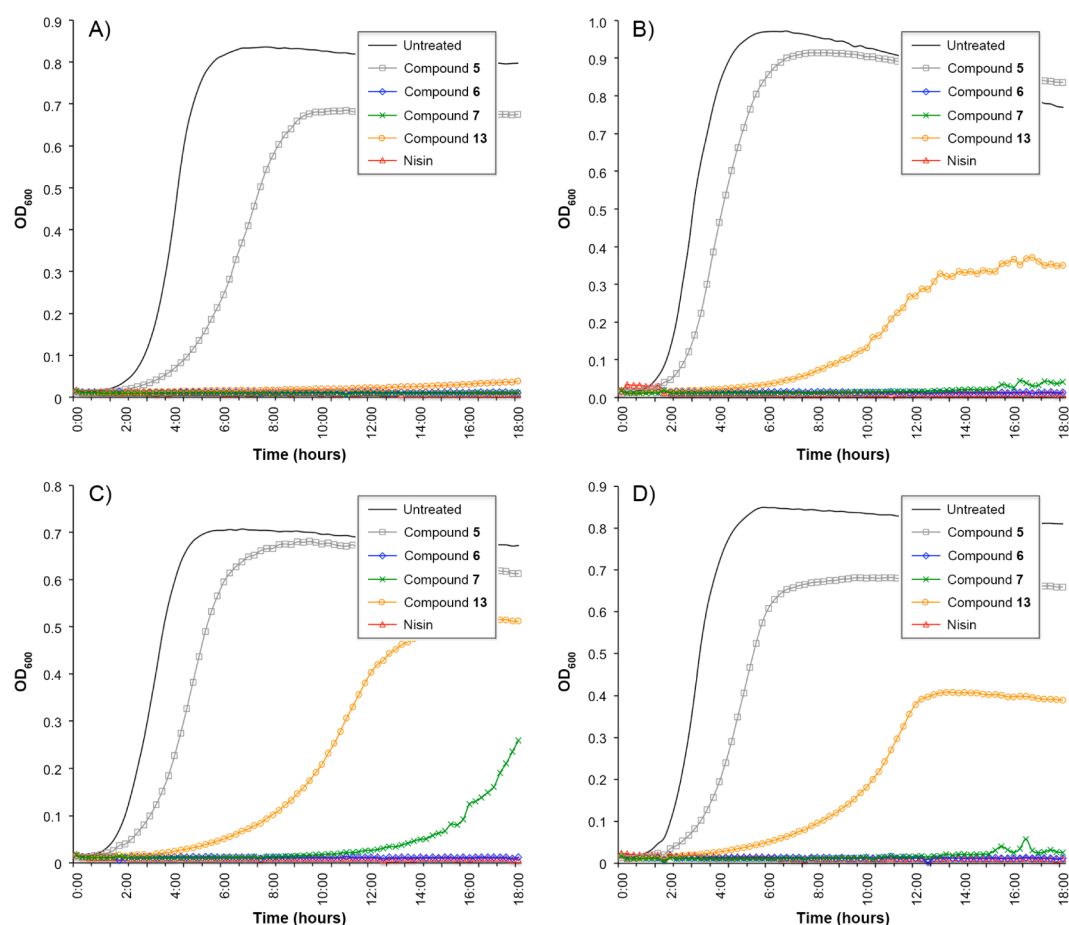 A)
Untreated
Compound 5
Compound 6
Compound 7
Compound 13
Nisin
OD600
0.9
0.8
0.7
0.6
0.5
0.4
0.3
0.2
0.1
0
0:00
2:00
4:00
6:00
8:00
10:00
12:00
14:00
16:00
18:00
Time (hours)
B)
Untreated
Compound 5
Compound 6
Compound 7
Compound 13
Nisin
OD600
1.0
0.9
0.8
0.7
0.6
0.5
0.4
0.3
0.2
0.1
0.0
0:00
2:00
4:00
6:00
8:00
10:00
12:00
14:00
16:00
18:00
Time (hours)
C)
Untreated
Compound 5
Compound 6
Compound 7
Compound 13
Nisin
OD600
0.8
0.7
0.6
0.5
0.4
0.3
0.2
0.1
0
0:00
2:00
4:00
6:00
8:00
10:00
12:00
14:00
16:00
18:00
Time (hours)
D)
Untreated
Compound 5
Compound 6
Compound 7
Compound 13
Nisin
OD600
0.9
0.8
0.7
0.6
0.5
0.4
0.3
0.2
0.1
0
0:00
2:00
4:00
6:00
8:00
10:00
12:00
14:00
16:00
18:00
Time (hours)